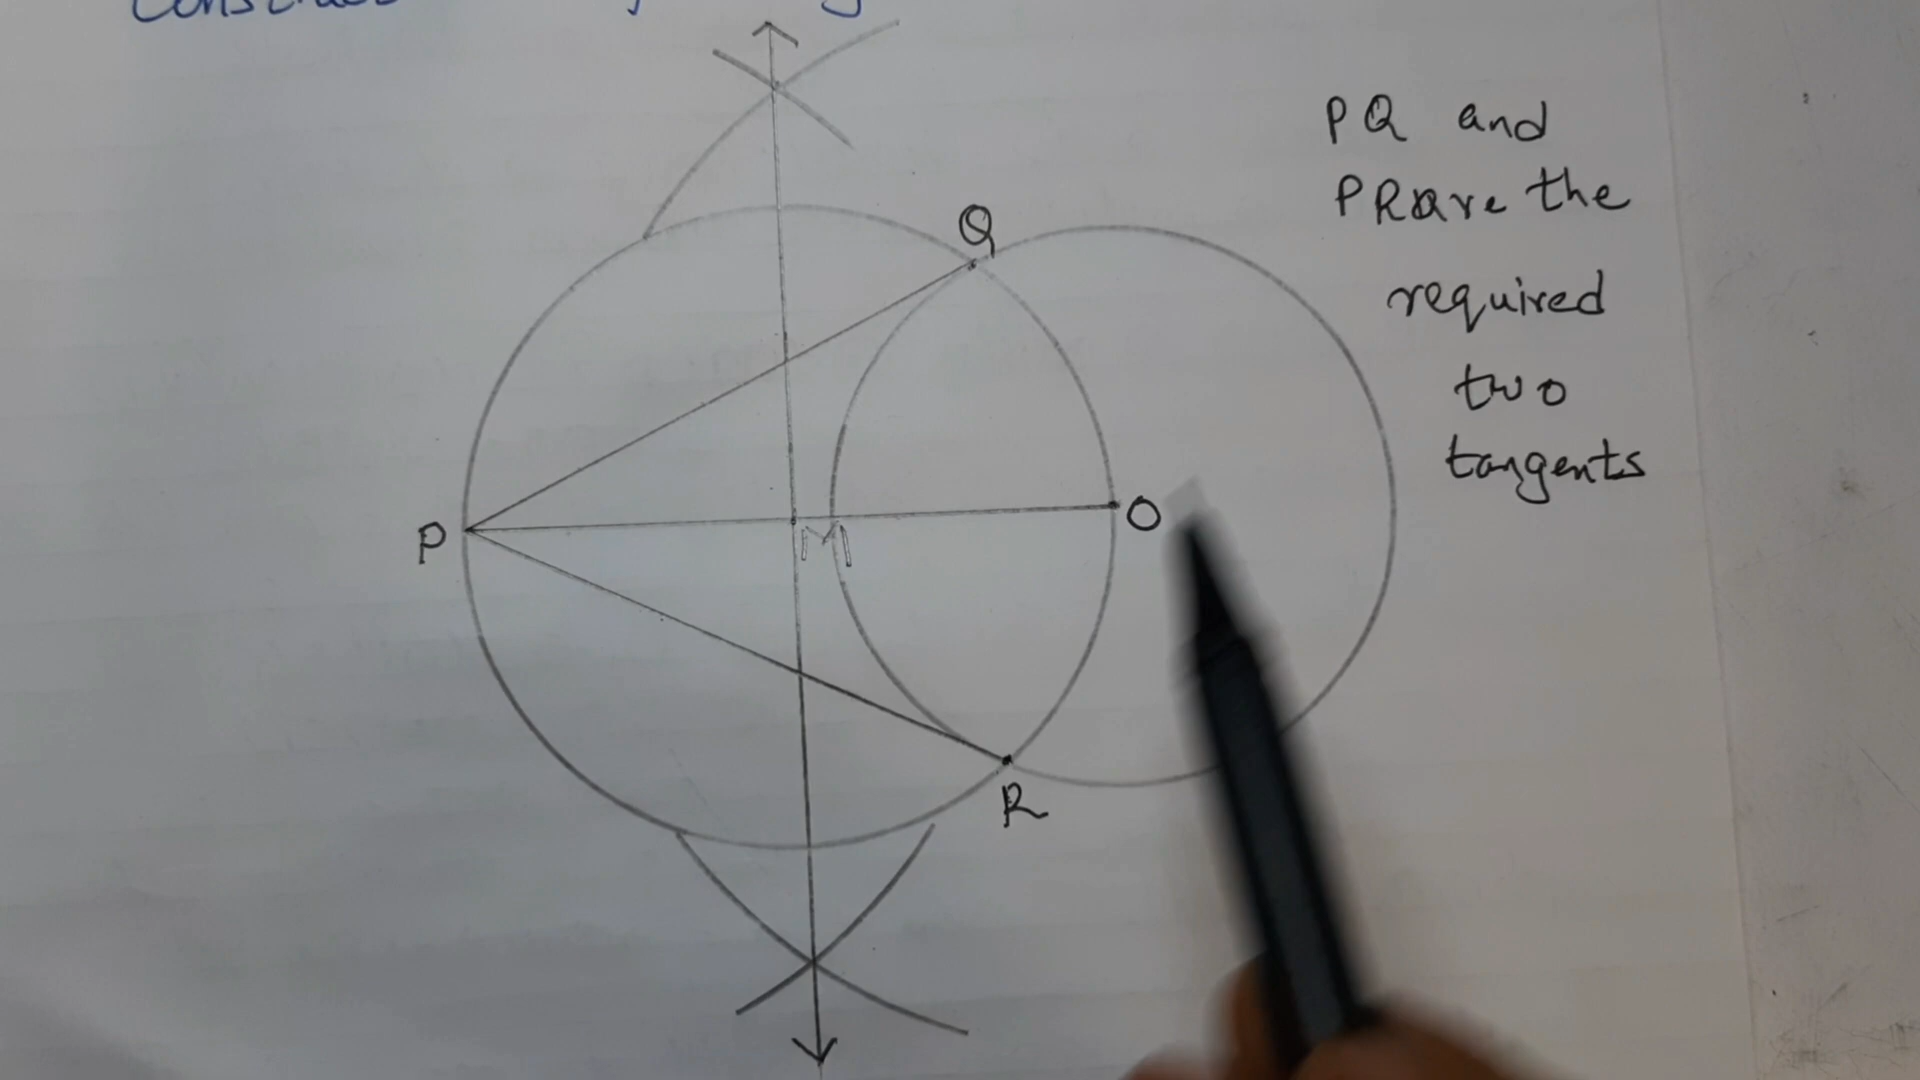 PQ and
PR are the
required
two
tangents
Q
P
M
O
R